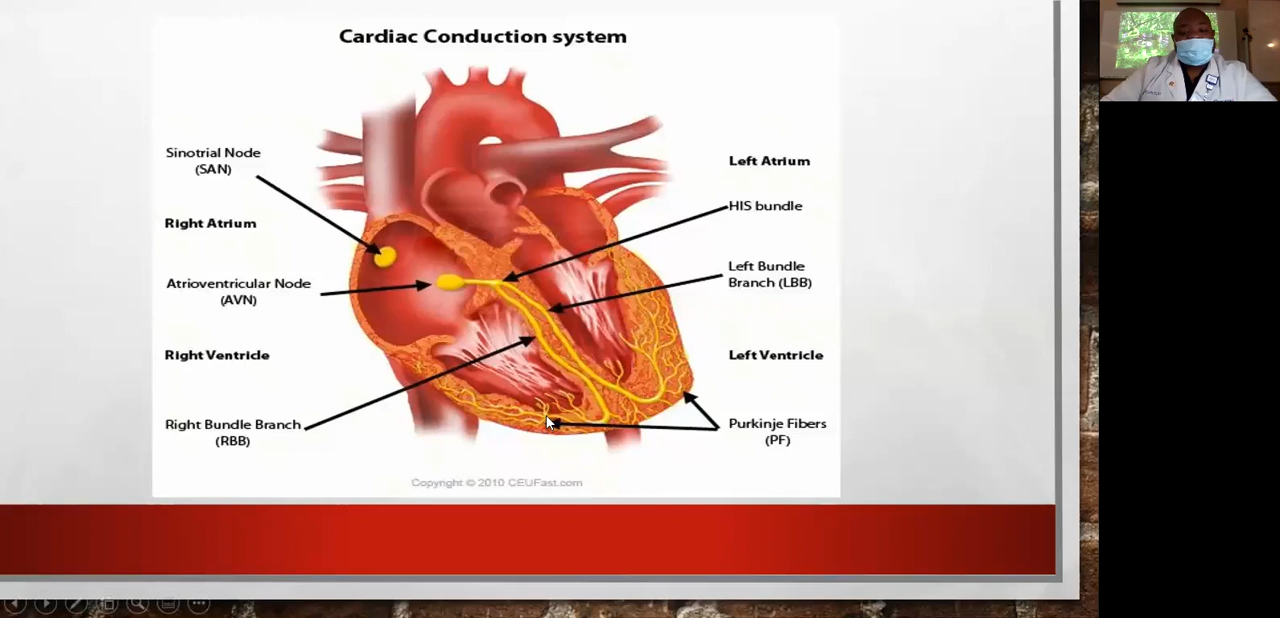 Cardiac Conduction system
Sinotrial Node
(SAN)
Right Atrium
Atrioventricular Node
(AVN)
Right Ventricle
Right Bundle Branch
(RBB)
Left Atrium
HIS bundle
Left Bundle
Branch (LBB)
Left Ventricle
Purkinje Fibers
(PF)
Copyright © 2010 CEUFast.com